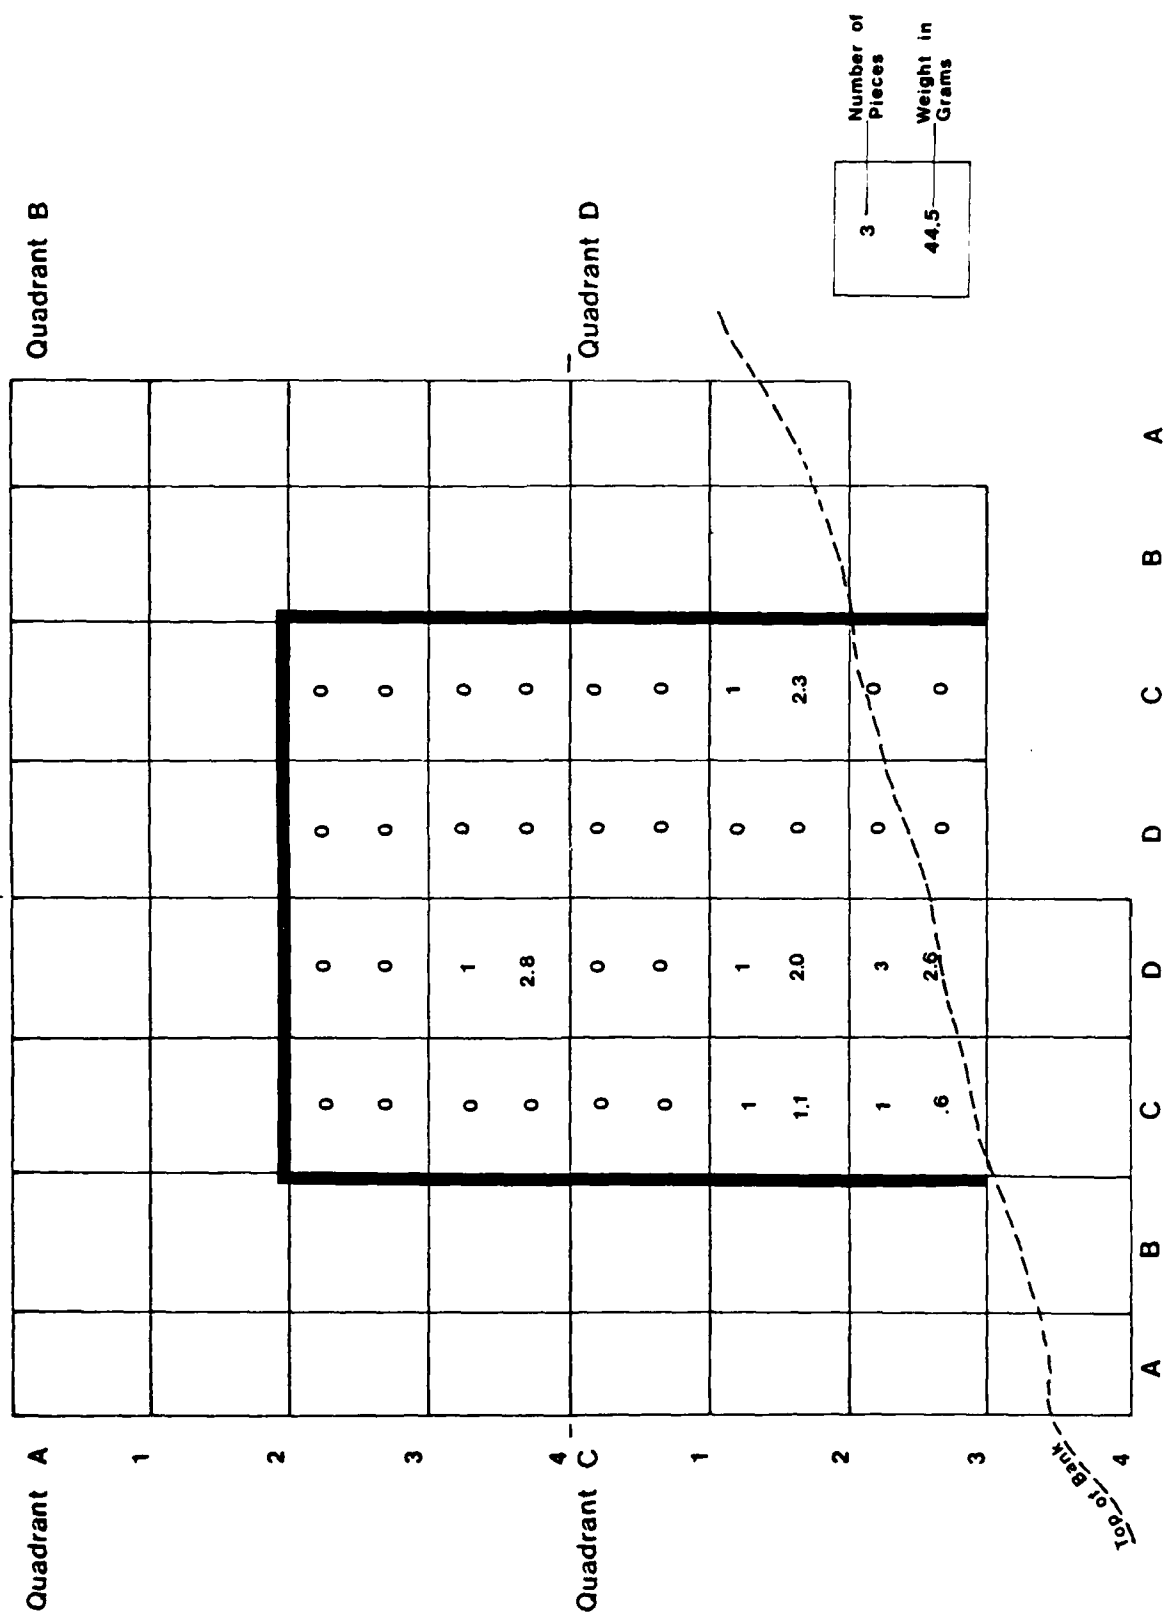 Quadrant A
Quadrant B
1
2
0 0 0 0
0 0 0 0
3
0 1 0 0
0 2.8 0 0
4
Quadrant C
Quadrant D
0 0 0 0
0 0 0 0
1
1 1 0 1
1.1 2.0 0 2.3
2
1 3 0 0
.6 2.6 0 0
3
Top of Bank
4
A B C D D C B A
3 Number of
Pieces
44.5 Weight in
Grams